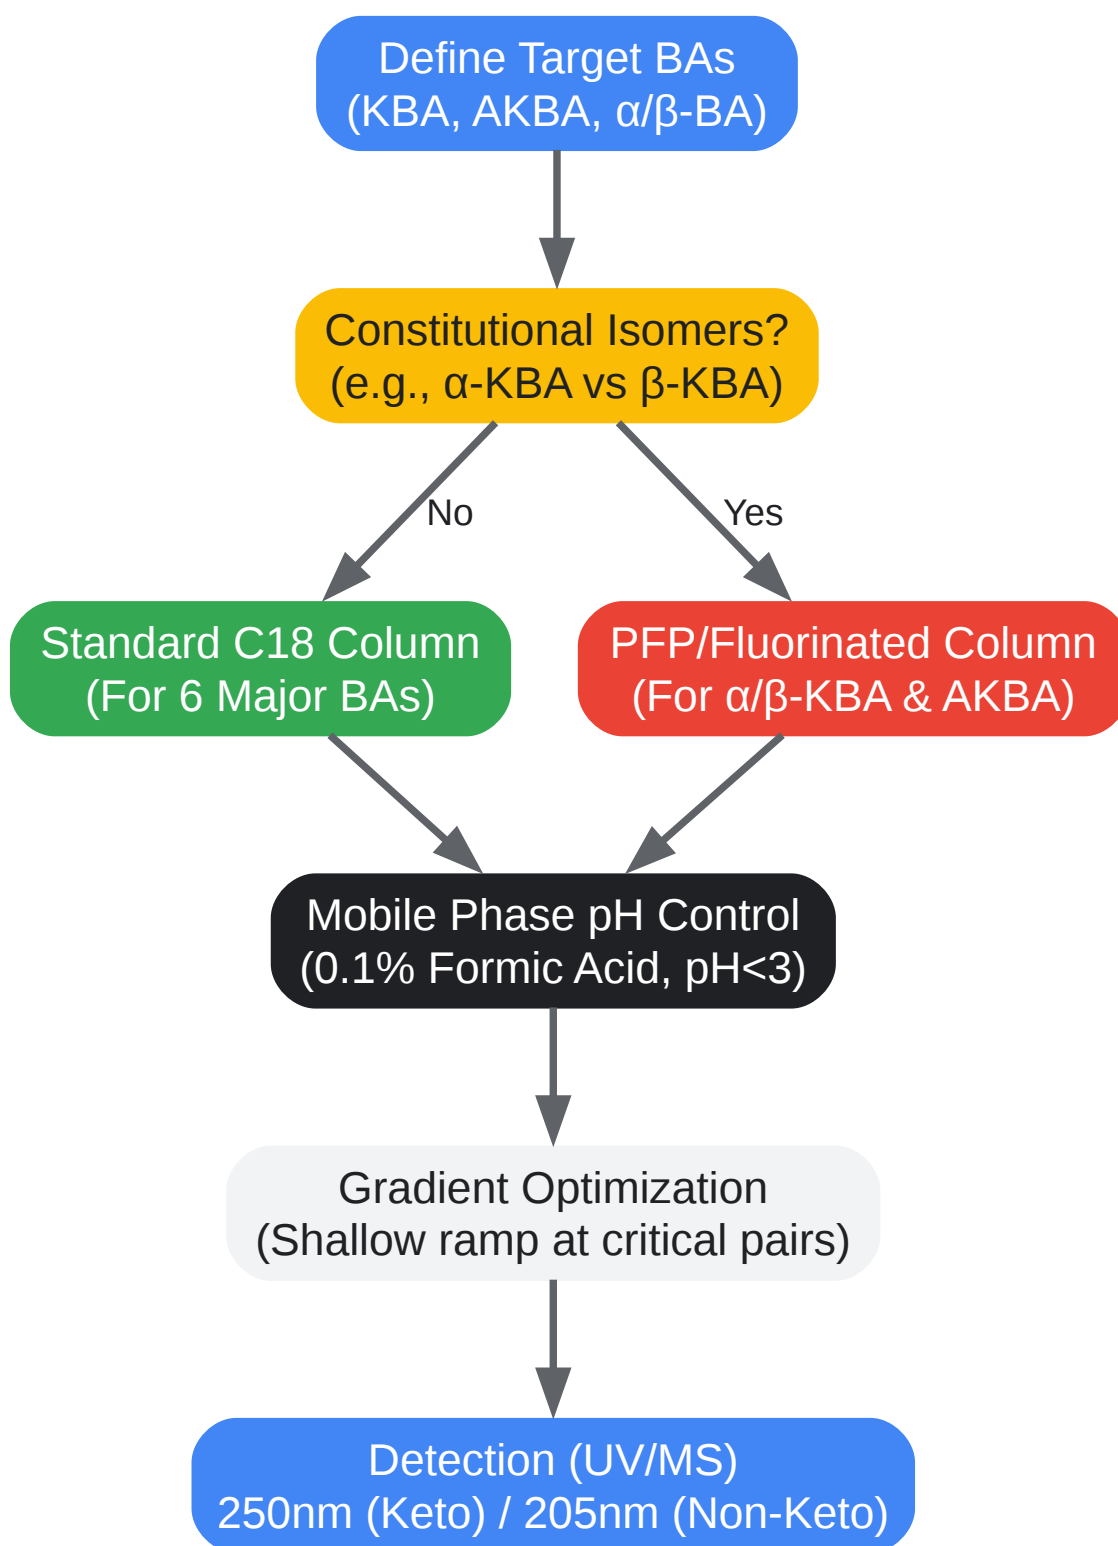 Define Target BAs
(KBA, AKBA, α/β-BA)
Constitutional Isomers?
(e.g., α-KBA vs β-KBA)
No
Yes
Standard C18 Column
(For 6 Major BAs)
PFP/Fluorinated Column
(For α/β-KBA & AKBA)
Mobile Phase pH Control
(0.1% Formic Acid, pH<3)
Gradient Optimization
(Shallow ramp at critical pairs)
Detection (UV/MS)
250nm (Keto) / 205nm (Non-Keto)